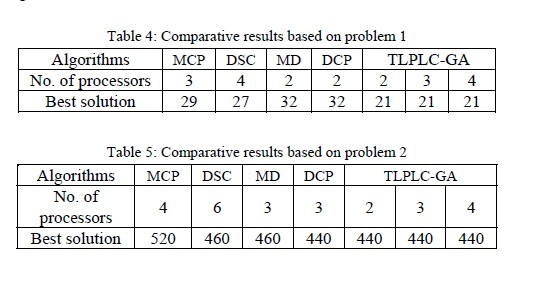 Table 4: Comparative results based on problem 1
Algorithms MCP DSC MD DCP TLPLC-GA
No. of processors 3 4 2 2 2 3 4
Best solution 29 27 32 32 21 21 21
Table 5: Comparative results based on problem 2
Algorithms MCP DSC MD DCP TLPLC-GA
No. of
processors 4 6 3 3 2 3 4
Best solution 520 460 460 440 440 440 440